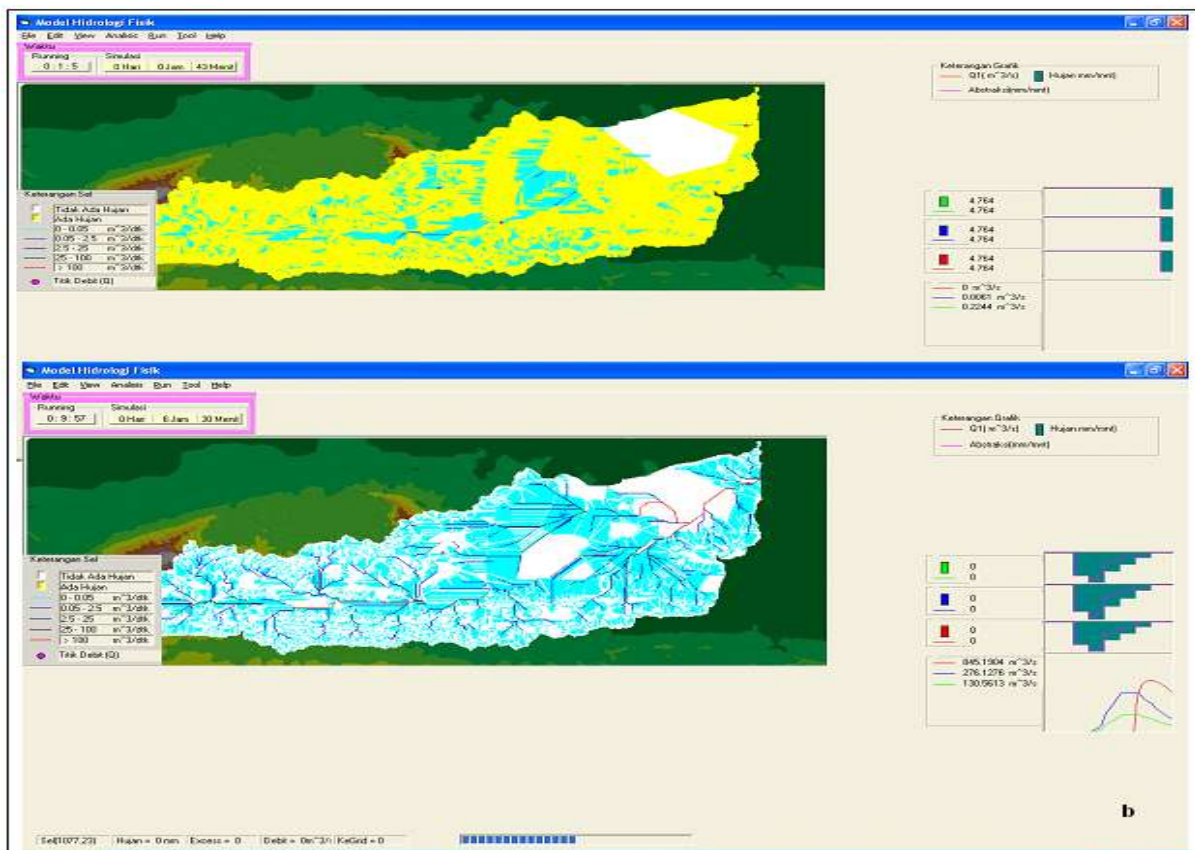 Model Hidrologi Fisik
File Edit View Analisis Run Tool Help
Waktu
Running Simulasi
0 : 1 : 5 0 Hari 0 Jam 43 Menit
Keterangan Grafik
Q1( m^3/s) Hujan mm/mnt)
Abstraksi(mm/mnt)
Keterangan Sel
Tidak Ada Hujan
Ada Hujan
0 - 0.05 m^3/dtk
0.05 - 2.5 m^3/dtk
2.5 - 25 m^3/dtk
25 - 100 m^3/dtk
> 100 m^3/dtk
Titik Debit (Q)
4.764
4.764
4.764
4.764
4.764
4.764
0 m^3/s
0.0061 m^3/s
0.2244 m^3/s
Model Hidrologi Fisik
File Edit View Analisis Run Tool Help
Waktu
Running Simulasi
0 : 9 : 57 0 Hari 6 Jam 30 Menit
Keterangan Grafik
Q1( m^3/s) Hujan mm/mnt)
Abstraksi(mm/mnt)
Keterangan Sel
Tidak Ada Hujan
Ada Hujan
0 - 0.05 m^3/dtk
0.05 - 2.5 m^3/dtk
2.5 - 25 m^3/dtk
25 - 100 m^3/dtk
> 100 m^3/dtk
Titik Debit (Q)
0
0
0
0
0
0
845.1904 m^3/s
276.1276 m^3/s
130.5613 m^3/s
b
Sel(1077,23) Hujan = 0 mm Excess = 0 Debit = 0m^3/ KeGrid = 0